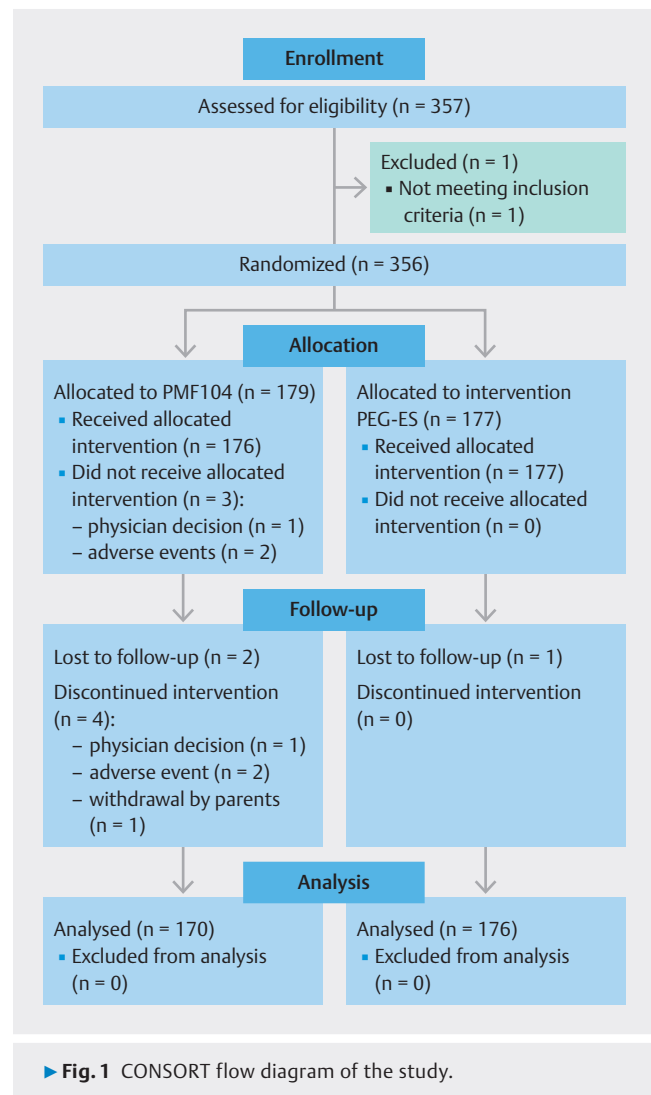 Enrollment
Assessed for eligibility (n = 357)
Excluded (n = 1)
▪ Not meeting inclusion
criteria (n = 1)
Randomized (n = 356)
Allocation
Allocated to PMF104 (n = 179)
▪ Received allocated
intervention (n = 176)
▪ Did not receive allocated
intervention (n = 3):
– physician decision (n = 1)
– adverse events (n = 2)
Allocated to intervention
PEG-ES (n = 177)
▪ Received allocated
intervention (n = 177)
▪ Did not receive allocated
intervention (n = 0)
Follow-up
Lost to follow-up (n = 2)
Discontinued intervention
(n = 4):
– physician decision (n = 1)
– adverse event (n = 2)
– withdrawal by parents
(n = 1)
Lost to follow-up (n = 1)
Discontinued intervention
(n = 0)
Analysis
Analysed (n = 170)
▪ Excluded from analysis
(n = 0)
Analysed (n = 176)
▪ Excluded from analysis
(n = 0)
▶ Fig. 1 CONSORT flow diagram of the study.